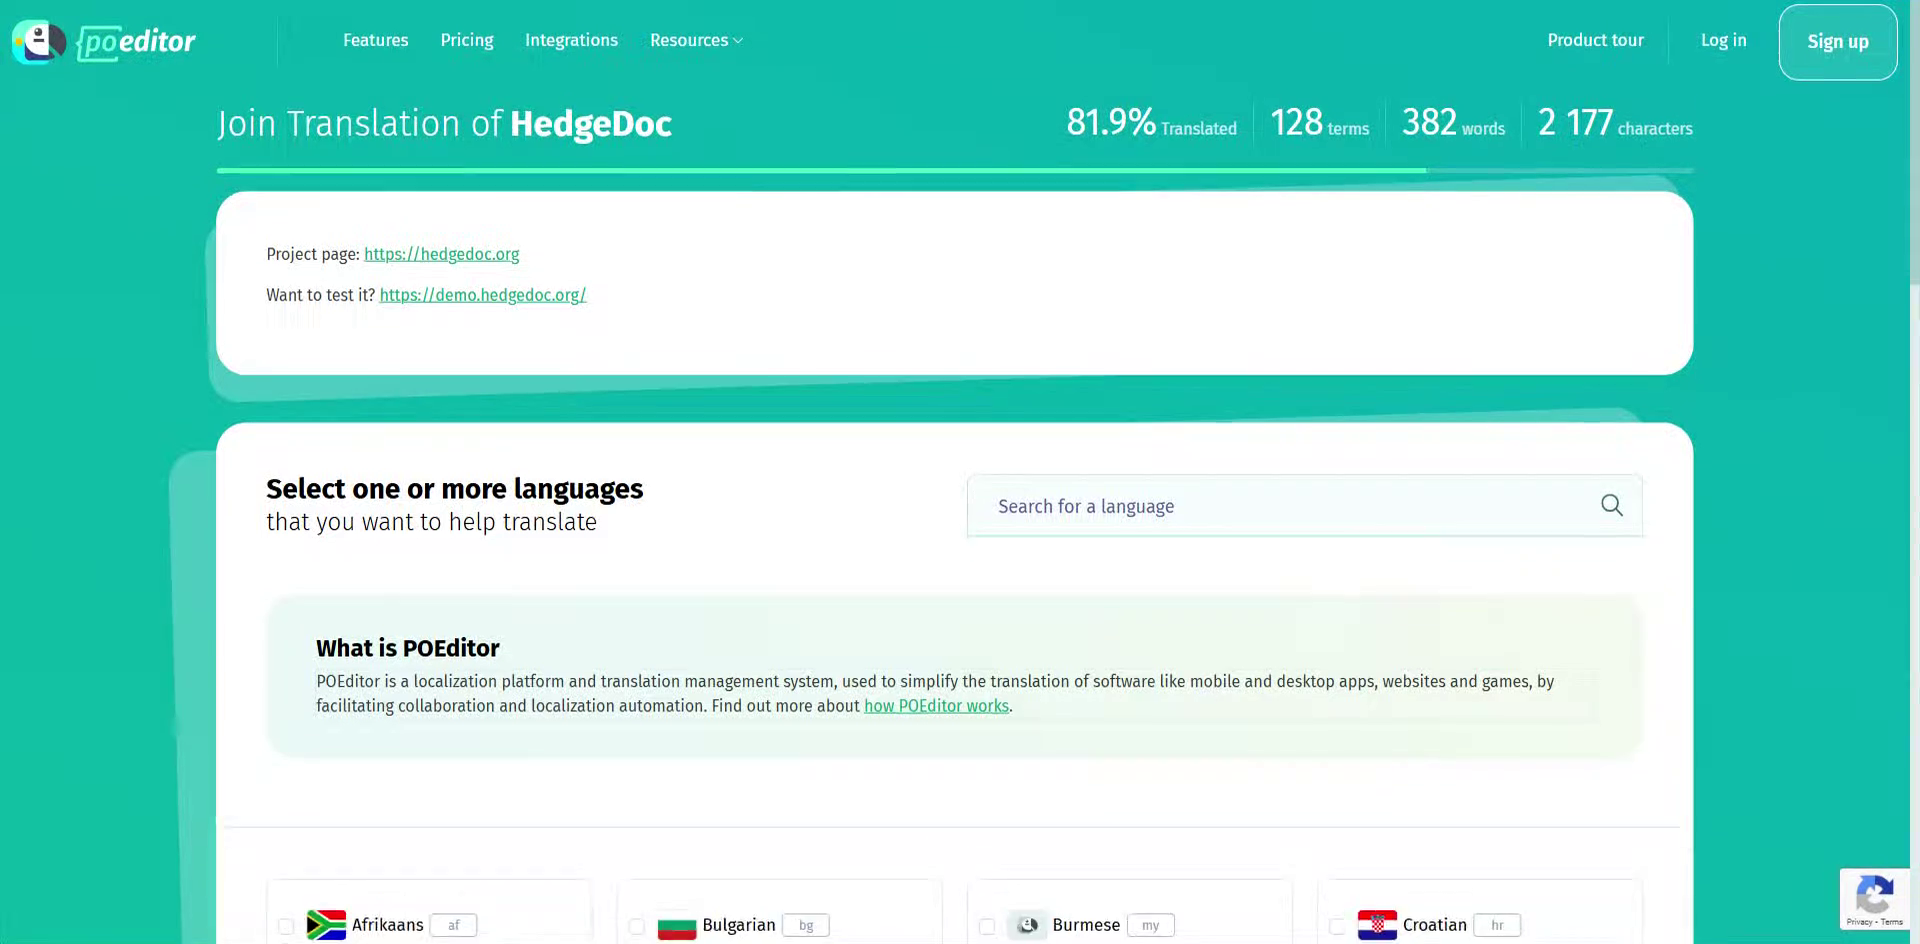 poeditor
Features Pricing Integrations Resources
Product tour Log in Sign up
Join Translation of HedgeDoc
81.9% Translated 128 terms 382 words 2 177 characters
Project page: https://hedgedoc.org
Want to test it? https://demo.hedgedoc.org/
Select one or more languages
that you want to help translate
Search for a language
What is POEditor
POEditor is a localization platform and translation management system, used to simplify the translation of software like mobile and desktop apps, websites and games, by
facilitating collaboration and localization automation. Find out more about how POEditor works.
Afrikaans af Bulgarian bg Burmese my Croatian hr
Privacy - Terms